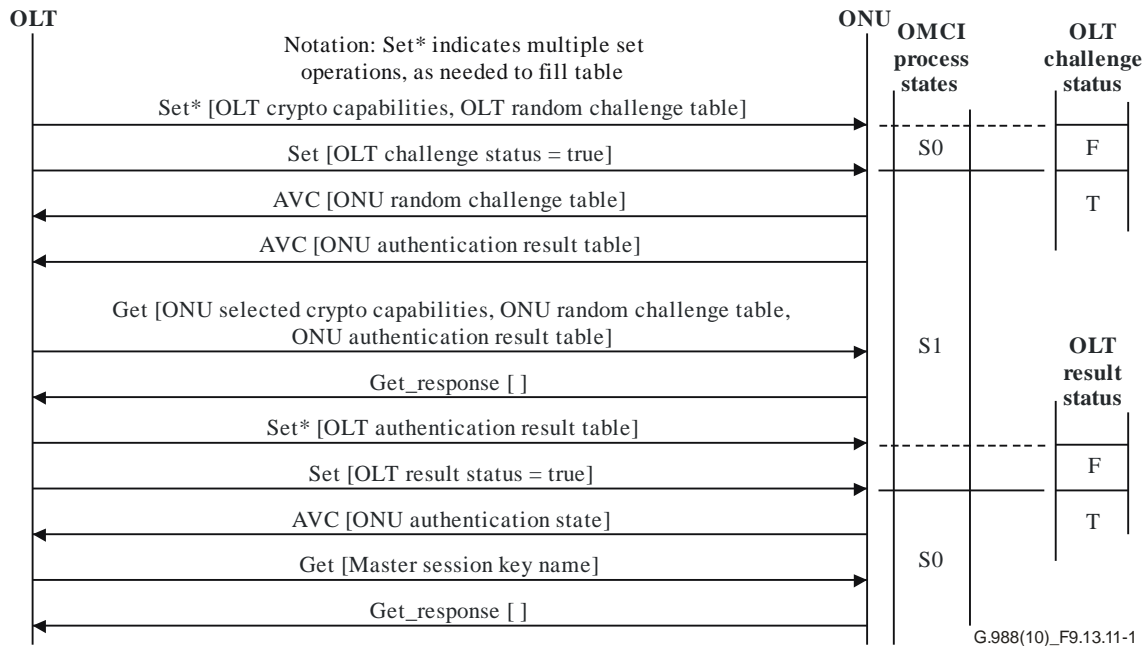 OLT
ONU
OMCI
process
states
OLT
challenge
status
Notation: Set* indicates multiple set
operations, as needed to fill table
Set* [OLT crypto capabilities, OLT random challenge table]
S0
F
Set [OLT challenge status = true]
AVC [ONU random challenge table]
T
AVC [ONU authentication result table]
Get [ONU selected crypto capabilities, ONU random challenge table,
ONU authentication result table]
S1
OLT
result
status
Get_response [ ]
Set* [OLT authentication result table]
F
Set [OLT result status = true]
AVC [ONU authentication state]
T
S0
Get [Master session key name]
Get_response [ ]
G.988(10)_F9.13.11-1